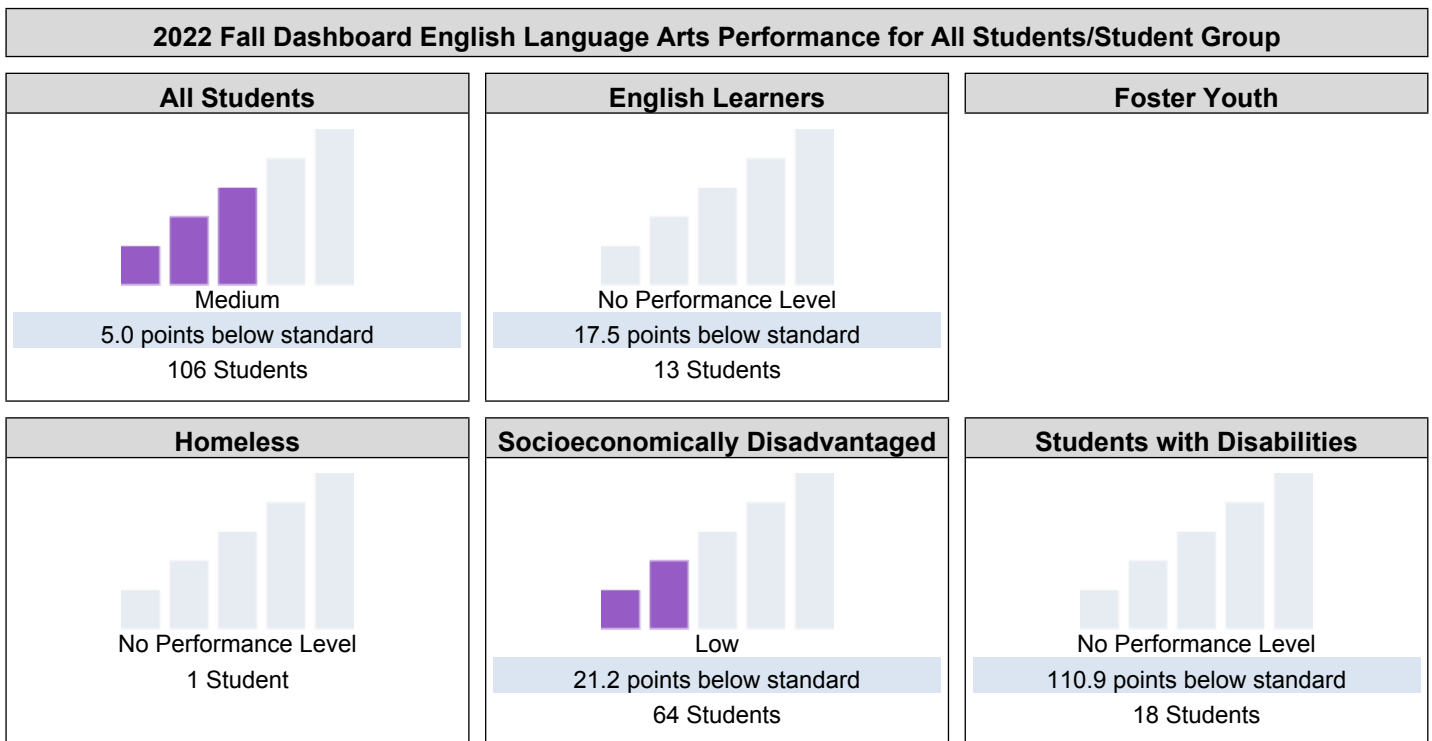 2022 Fall Dashboard English Language Arts Performance for All Students/Student Group
All Students
Medium
5.0 points below standard
106 Students
English Learners
No Performance Level
17.5 points below standard
13 Students
Foster Youth
Homeless
No Performance Level
1 Student
Socioeconomically Disadvantaged
Low
21.2 points below standard
64 Students
Students with Disabilities
No Performance Level
110.9 points below standard
18 Students